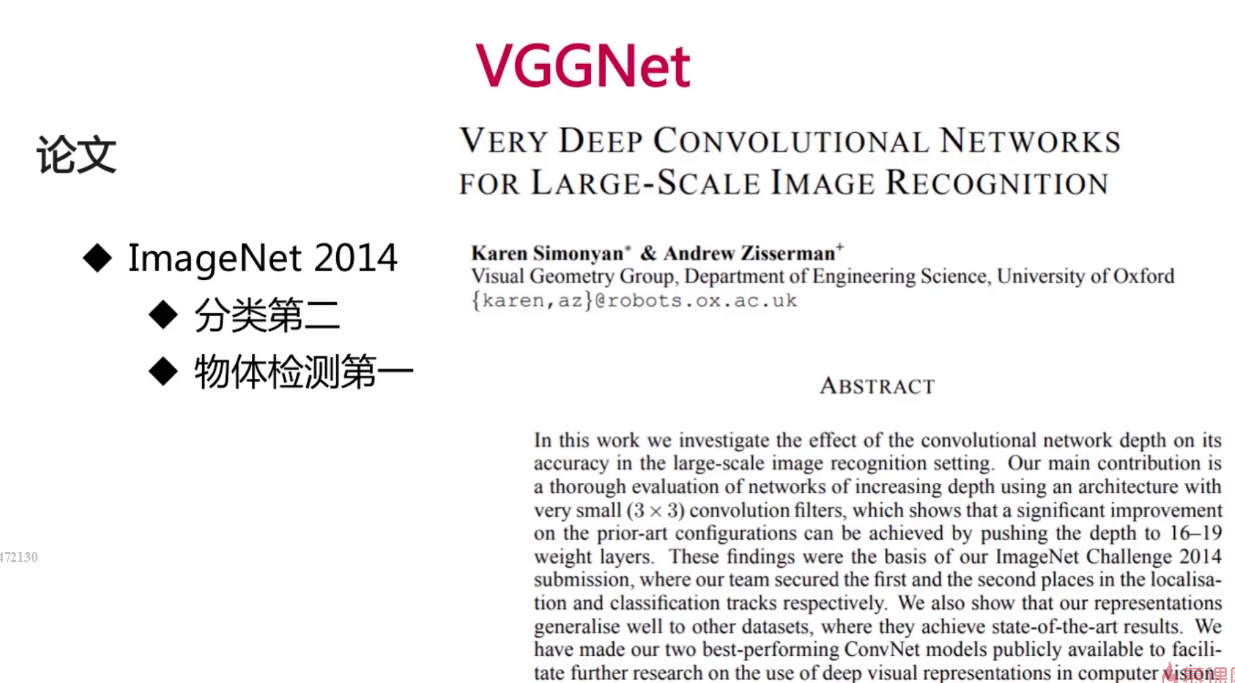 VGGNet
论文
ImageNet 2014
分类第二
物体检测第一
VERY DEEP CONVOLUTIONAL NETWORKS
FOR LARGE-SCALE IMAGE RECOGNITION
Karen Simonyan* & Andrew Zisserman+
Visual Geometry Group, Department of Engineering Science, University of Oxford
{karen,az}@robots.ox.ac.uk
ABSTRACT
In this work we investigate the effect of the convolutional network depth on its
accuracy in the large-scale image recognition setting. Our main contribution is
a thorough evaluation of networks of increasing depth using an architecture with
very small (3 × 3) convolution filters, which shows that a significant improvement
on the prior-art configurations can be achieved by pushing the depth to 16–19
weight layers. These findings were the basis of our ImageNet Challenge 2014
submission, where our team secured the first and the second places in the localisa-
tion and classification tracks respectively. We also show that our representations
generalise well to other datasets, where they achieve state-of-the-art results. We
have made our two best-performing ConvNet models publicly available to facili-
tate further research on the use of deep visual representations in computer vision.
472130